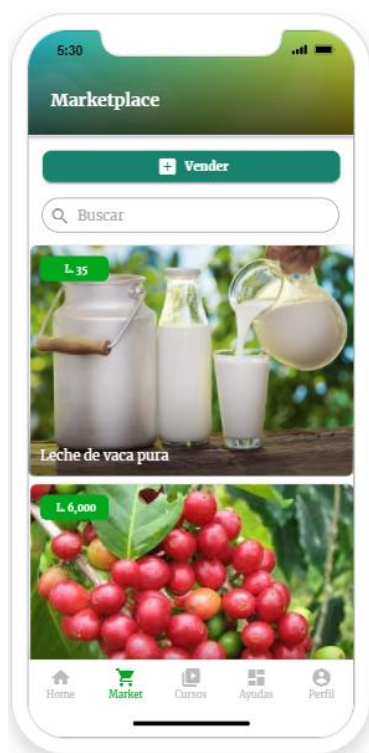 5:30
Marketplace
Vender
Buscar
L. 35
Leche de vaca pura
L. 6,000
Home Market Cursos Ayudas Perfil